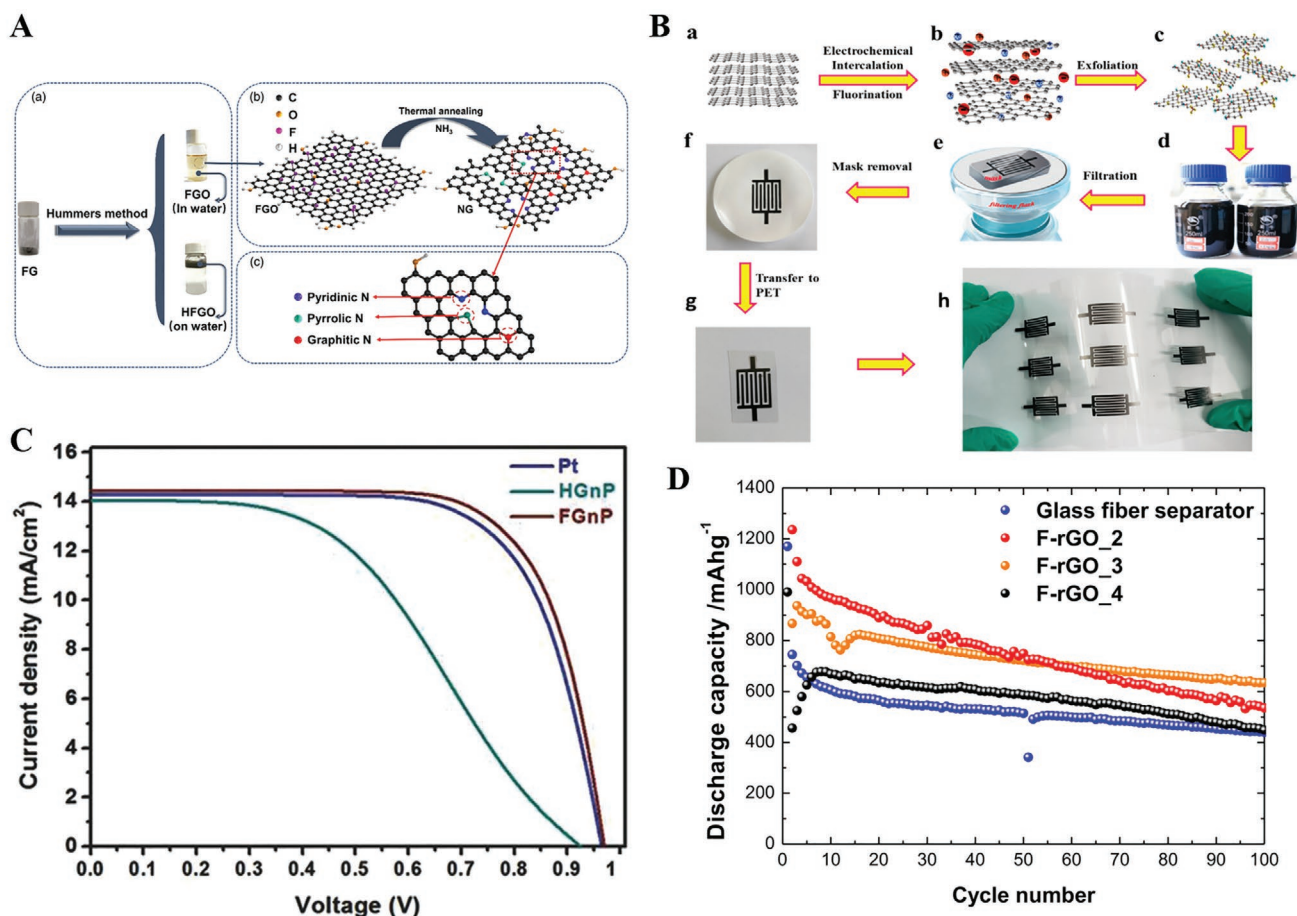 A
(a)
FG
Hummers method
FGO
(In water)
HFGO
(on water)
(b)
C
O
F
H
Thermal annealing
NH3
FGO
NG
(c)
Pyridinic N
Pyrrolic N
Graphitic N
B
a
Electrochemical
Intercalation
Fluorination
b
Exfoliation
c
d
250ml
250ml
Filtration
e
filtering flask
Mask removal
f
Transfer to
PET
g
h
C
Current density (mA/cm²)
16
14
12
10
8
6
4
2
0
Pt
HGnP
FGnP
0.0
0.1
0.2
0.3
0.4
0.5
0.6
0.7
0.8
0.9
1
Voltage (V)
D
Discharge capacity /mAhg⁻¹
1400
1200
1000
800
600
400
200
0
Glass fiber separator
F-rGO_2
F-rGO_3
F-rGO_4
0
10
20
30
40
50
60
70
80
90
100
Cycle number